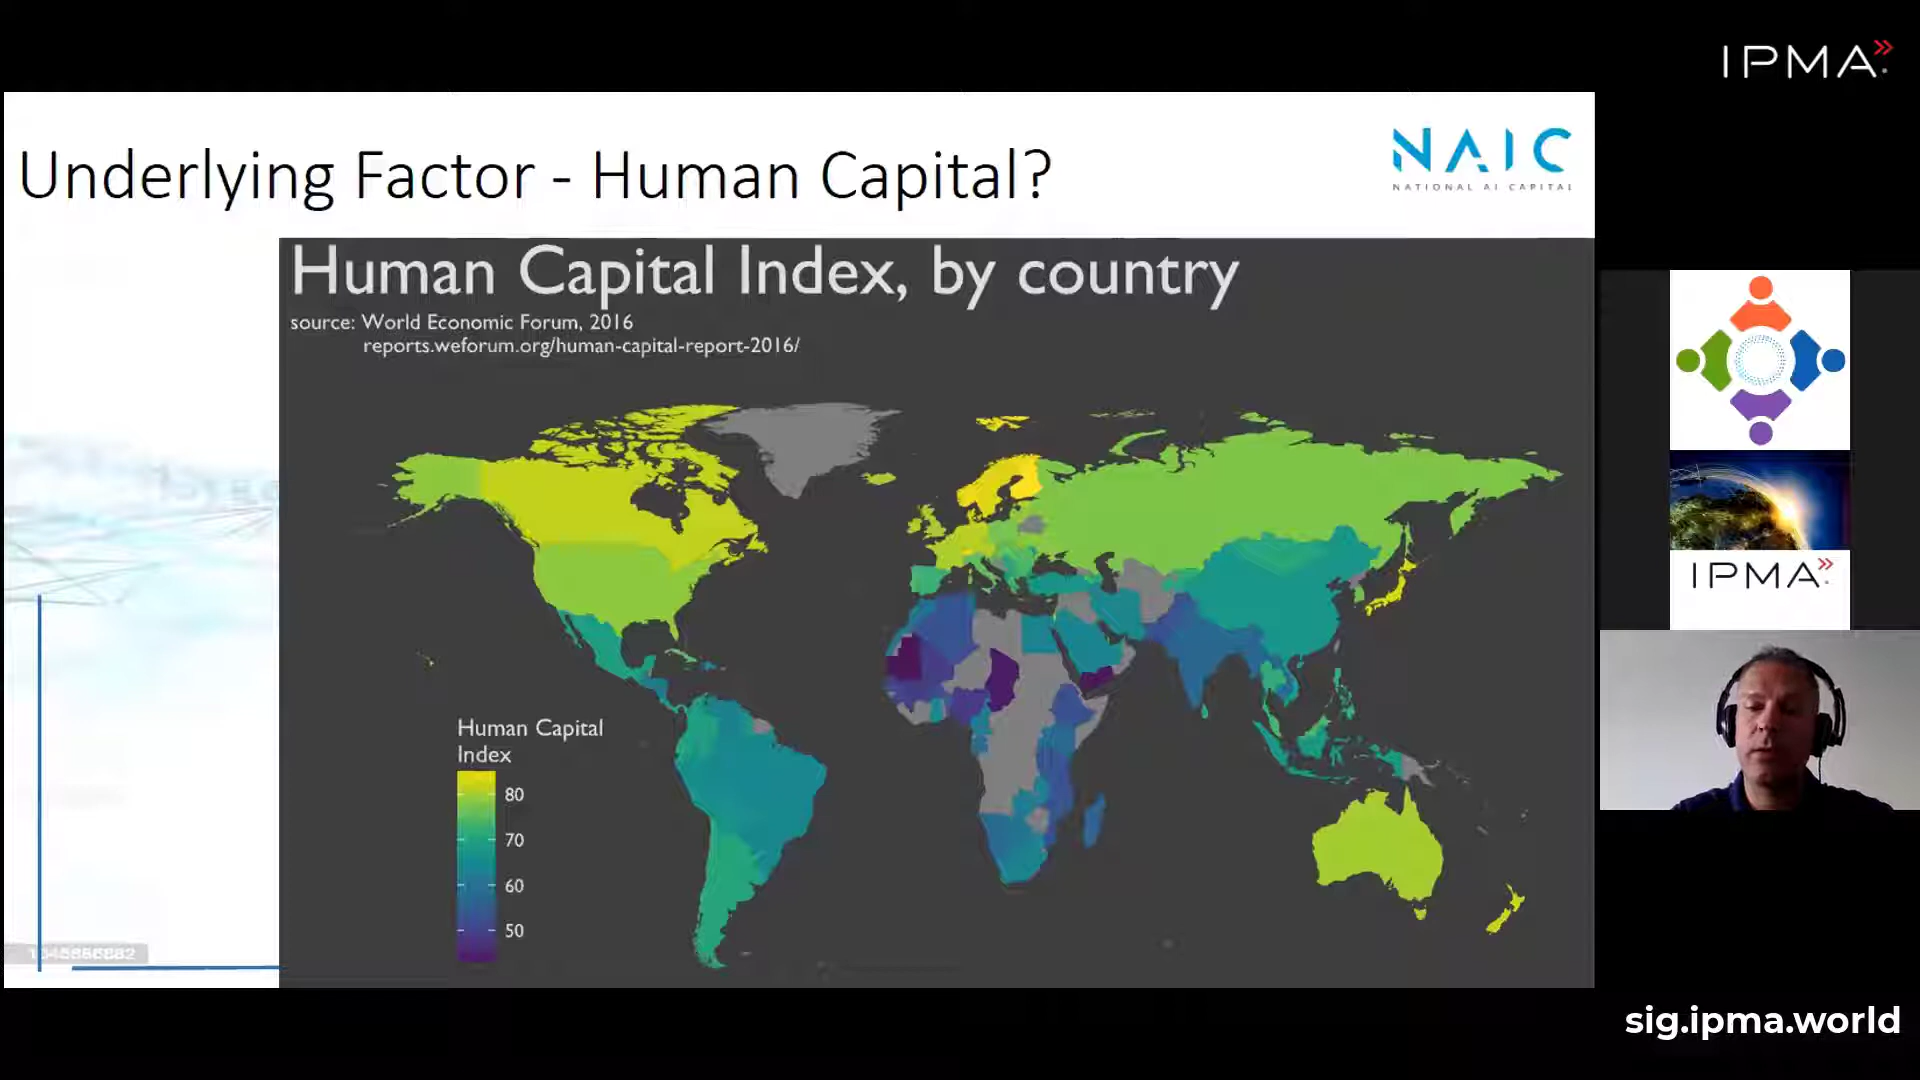 IPMA
Underlying Factor - Human Capital?
NAIC
NATIONAL AI CAPITAL
Human Capital Index, by country
source: World Economic Forum, 2016
reports.weforum.org/human-capital-report-2016/
Human Capital
Index
80
70
60
50
IPMA
sig.ipma.world